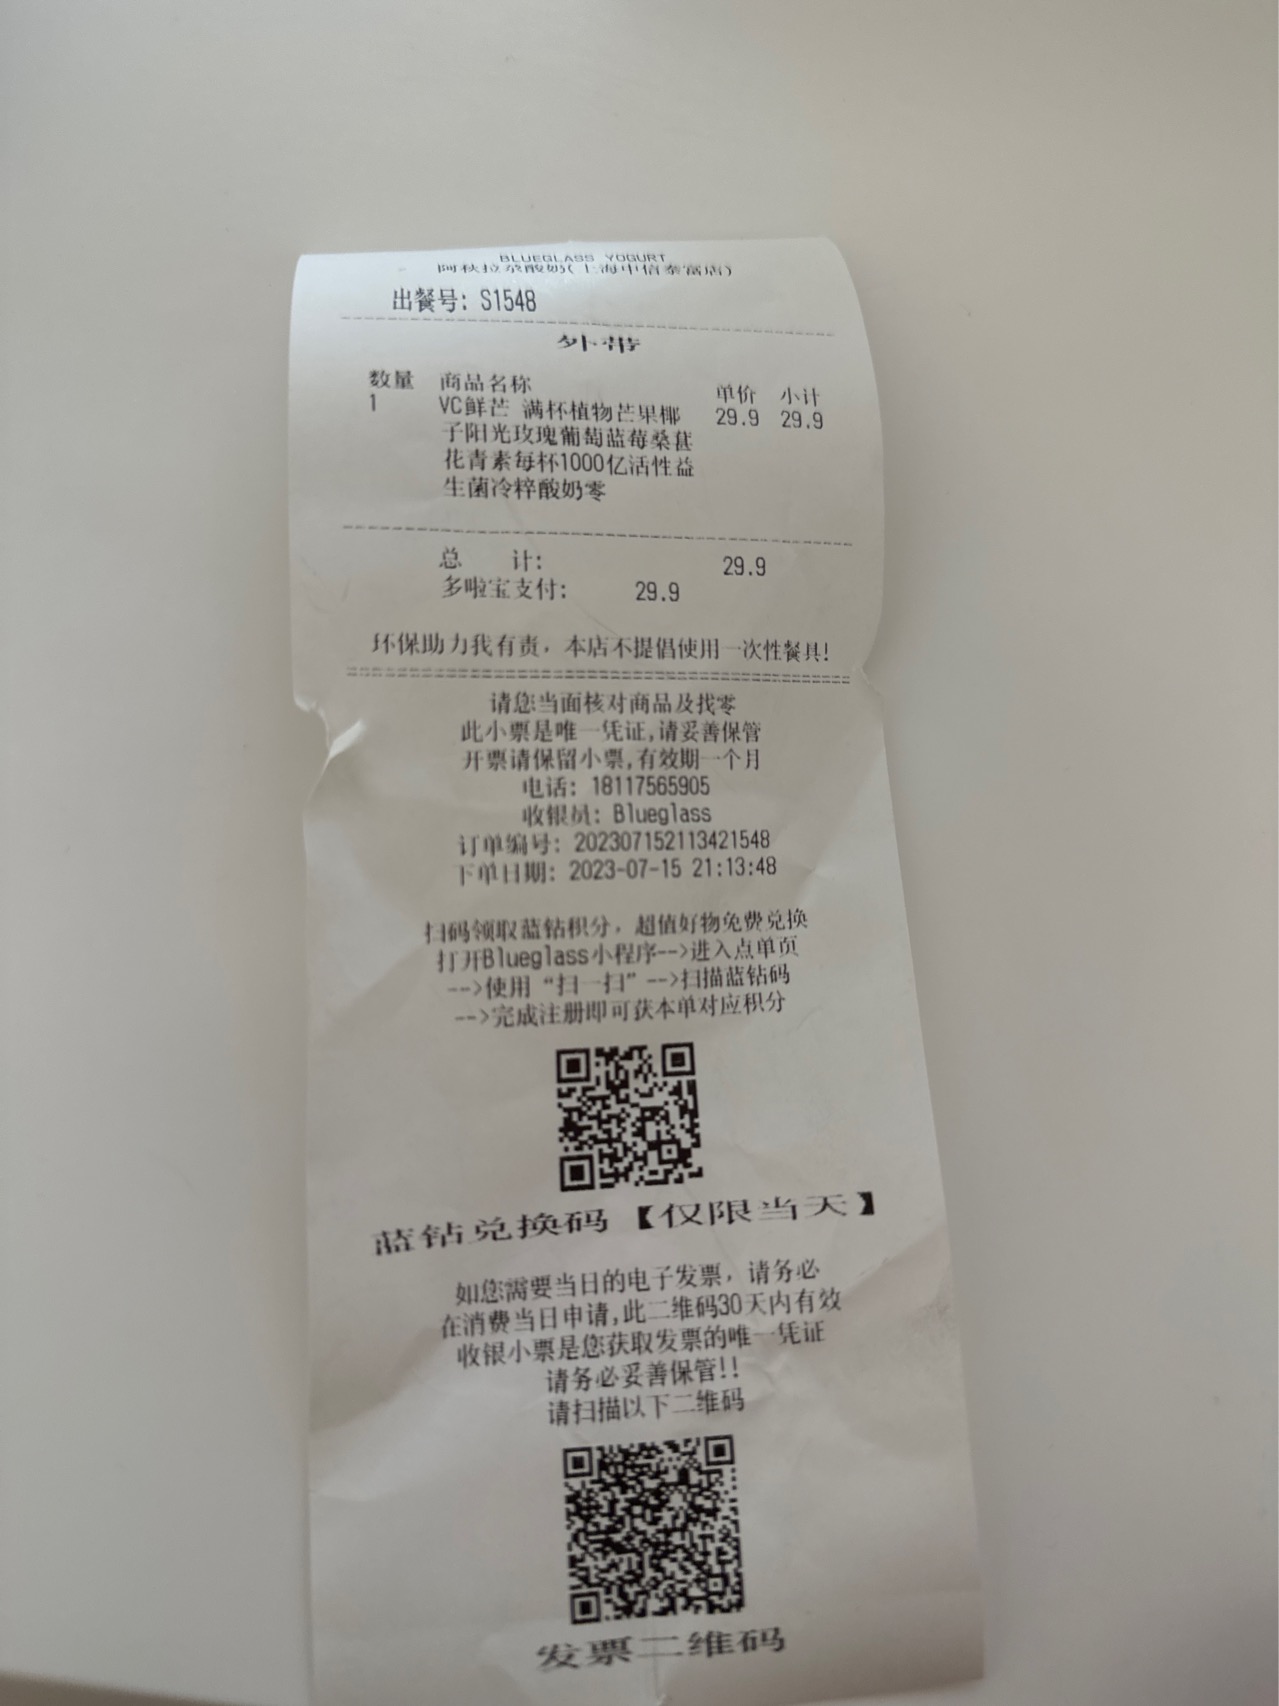 BLUEGLASS YOGURT
阿秋拉尕酸奶(上海中信泰富店)
出餐号: S1548
外带
数量 商品名称 单价 小计
1 VC鲜芒 满杯植物芒果椰 29.9 29.9
子阳光玫瑰葡萄蓝莓桑葚
花青素每杯1000亿活性益
生菌冷粹酸奶零
总 计: 29.9
多啦宝支付: 29.9
环保助力我有责，本店不提倡使用一次性餐具!
请您当面核对商品及找零
此小票是唯一凭证,请妥善保管
开票请保留小票,有效期一个月
电话: 18117565905
收银员: Blueglass
订单编号: 202307152113421548
下单日期: 2023-07-15 21:13:48
扫码领取蓝钻积分，超值好物免费兑换
打开Blueglass小程序-->进入点单页
-->使用“扫一扫”-->扫描蓝钻码
-->完成注册即可获本单对应积分
蓝钻兑换码【仅限当天】
如您需要当日的电子发票，请务必
在消费当日申请,此二维码30天内有效
收银小票是您获取发票的唯一凭证
请务必妥善保管!!
请扫描以下二维码
发票二维码